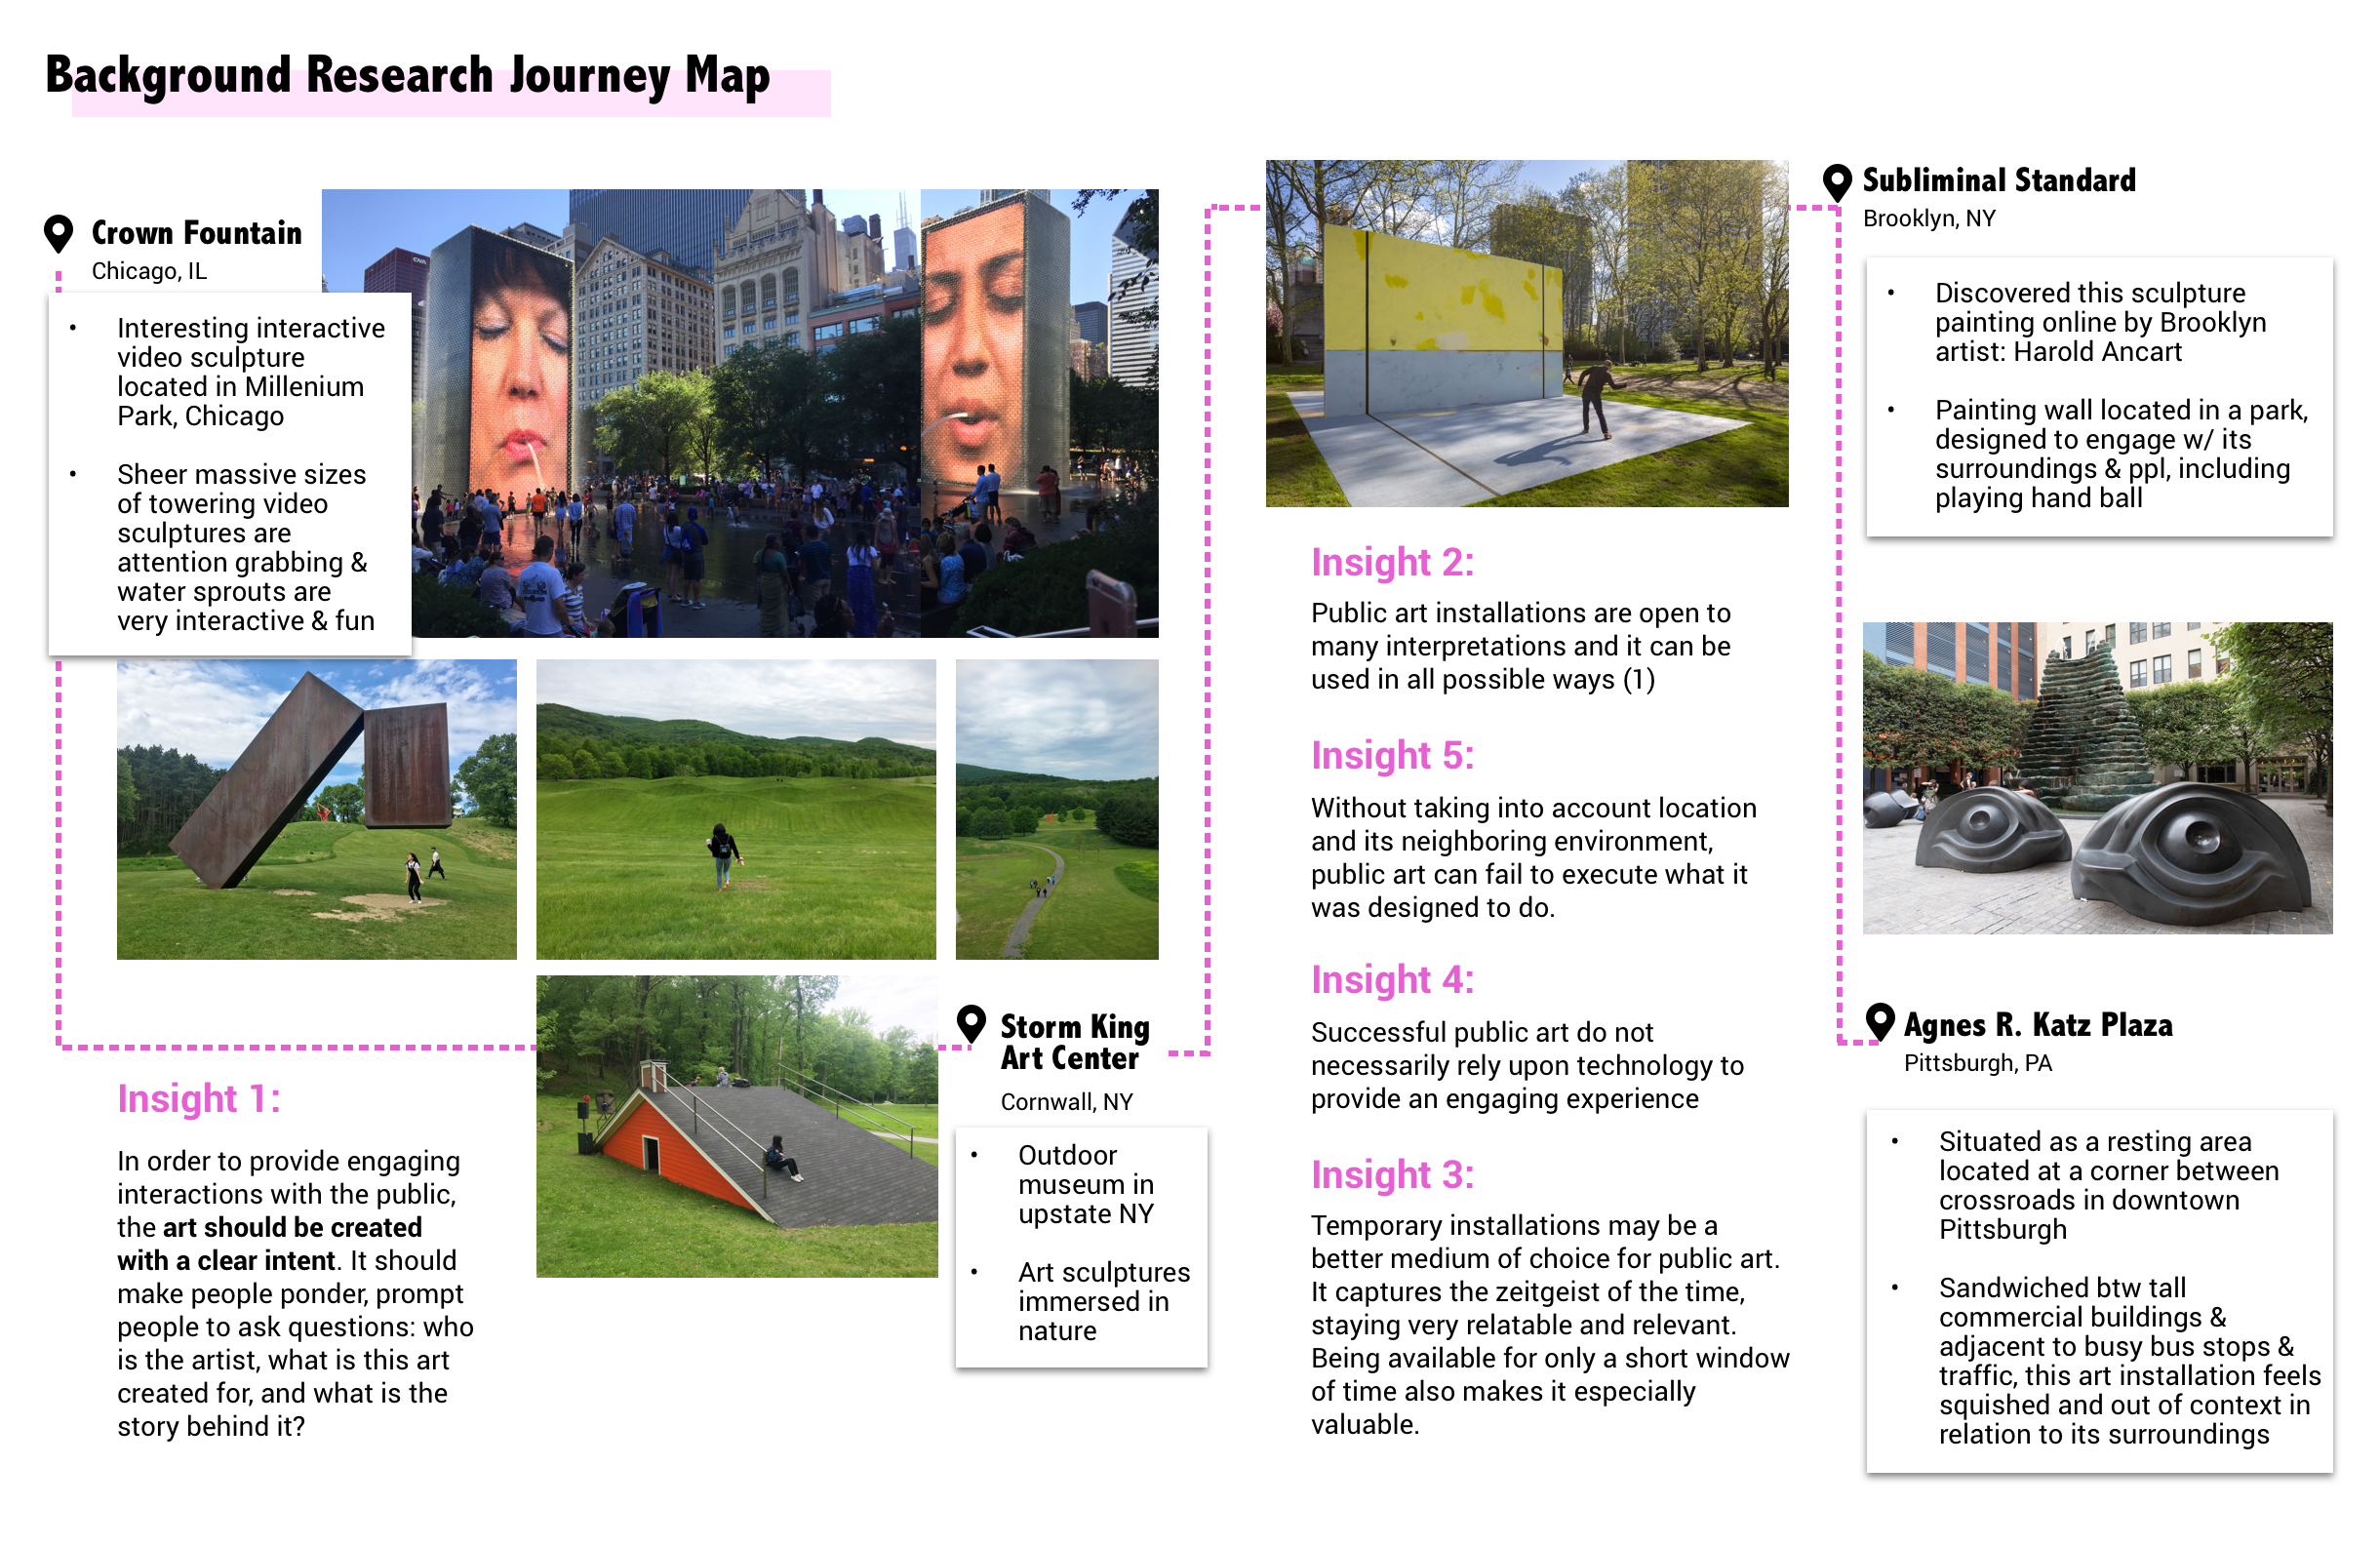 Background Research Journey Map
Crown Fountain
Chicago, IL
• Interesting interactive
video sculpture
located in Millenium
Park, Chicago
• Sheer massive sizes
of towering video
sculptures are
attention grabbing &
water sprouts are
very interactive & fun
Insight 1:
In order to provide engaging
interactions with the public,
the art should be created
with a clear intent. It should
make people ponder, prompt
people to ask questions: who
is the artist, what is this art
created for, and what is the
story behind it?
Storm King
Art Center
Cornwall, NY
• Outdoor
museum in
upstate NY
• Art sculptures
immersed in
nature
Insight 2:
Public art installations are open to
many interpretations and it can be
used in all possible ways (1)
Insight 5:
Without taking into account location
and its neighboring environment,
public art can fail to execute what it
was designed to do.
Insight 4:
Successful public art do not
necessarily rely upon technology to
provide an engaging experience
Insight 3:
Temporary installations may be a
better medium of choice for public art.
It captures the zeitgeist of the time,
staying very relatable and relevant.
Being available for only a short window
of time also makes it especially
valuable.
Subliminal Standard
Brooklyn, NY
• Discovered this sculpture
painting online by Brooklyn
artist: Harold Ancart
• Painting wall located in a park,
designed to engage w/ its
surroundings & ppl, including
playing hand ball
Agnes R. Katz Plaza
Pittsburgh, PA
• Situated as a resting area
located at a corner between
crossroads in downtown
Pittsburgh
• Sandwiched btw tall
commercial buildings &
adjacent to busy bus stops &
traffic, this art installation feels
squished and out of context in
relation to its surroundings